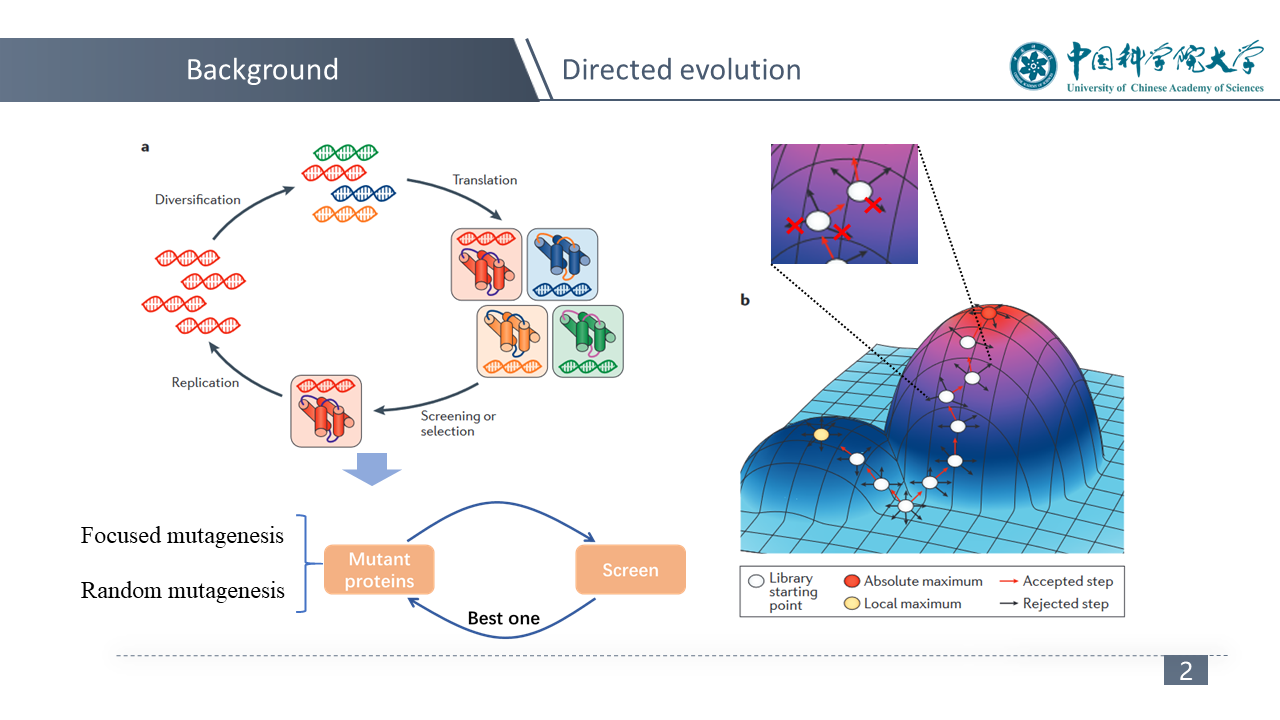 Background
Directed evolution
中国科学院大学
University of Chinese Academy of Sciences
a
Diversification
Translation
Replication
Screening or
selection
Focused mutagenesis
Random mutagenesis
Mutant
proteins
Screen
Best one
b
Library
starting
point
Absolute maximum
Local maximum
Accepted step
Rejected step
2